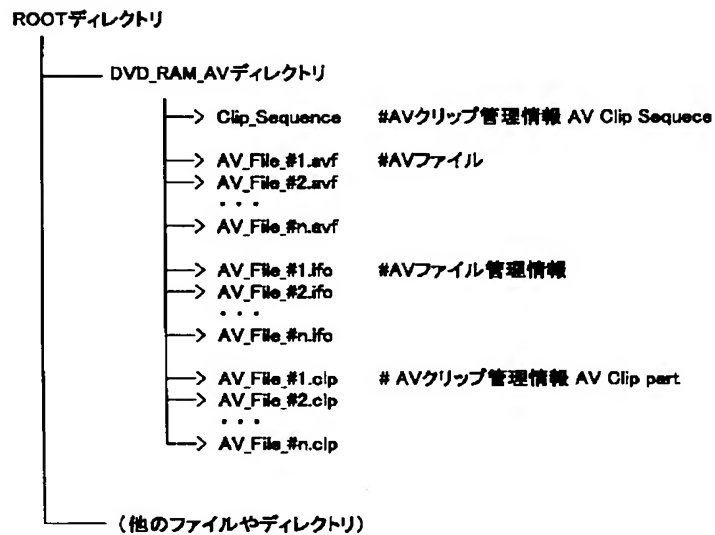 ROOTディレクトリ
DVD_RAM_AVディレクトリ
Clip_Sequence #AVクリップ管理情報 AV Clip Sequece
AV_File_#1.avf #AVファイル
AV_File_#2.avf
・・・
AV_File_#n.avf
AV_File_#1.ifo #AVファイル管理情報
AV_File_#2.ifo
・・・
AV_File_#n.ifo
AV_File_#1.clp # AVクリップ管理情報 AV Clip part
AV_File_#2.clp
・・・
AV_File_#n.clp
（他のファイルやディレクトリ）